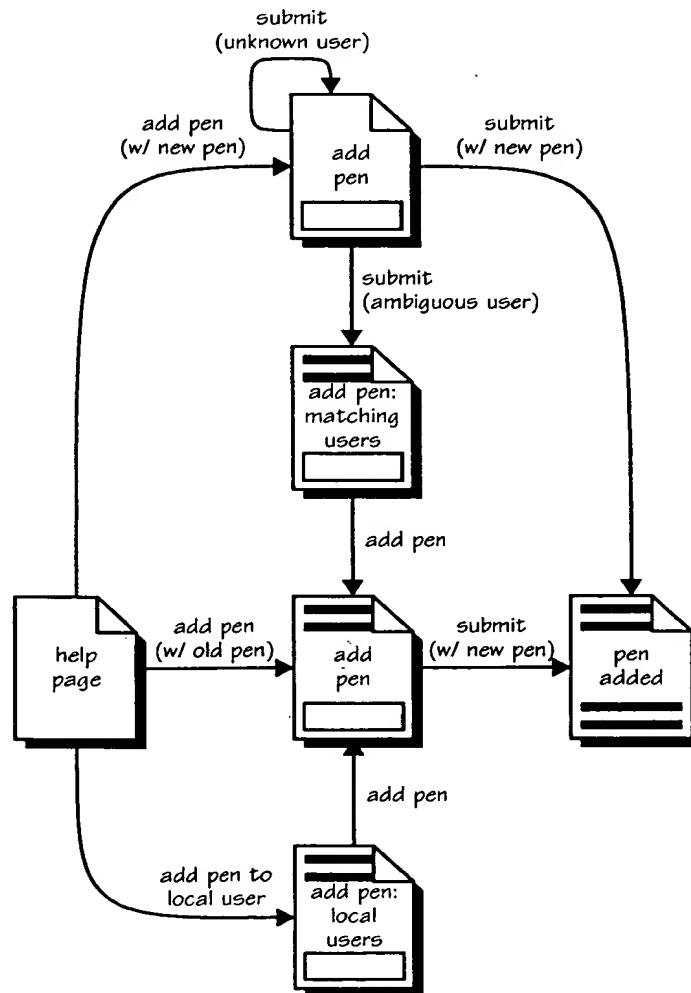 submit
(unknown user)
add pen
(w/ new pen)
submit
(w/ new pen)
add
pen
submit
(ambiguous user)
add pen:
matching
users
add pen
help
page
add pen
(w/ old pen)
add
pen
submit
(w/ new pen)
pen
added
add pen
add pen to
local user
add pen:
local
users